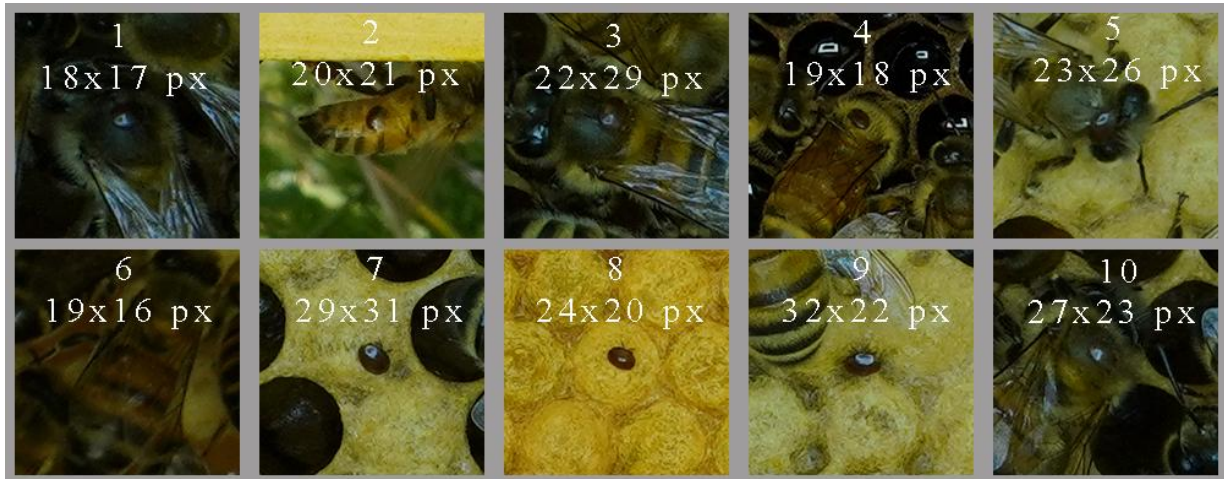 1
18x17 px
2
20x21 px
3
22x29 px
4
19x18 px
5
23x26 px
6
19x16 px
7
29x31 px
8
24x20 px
9
32x22 px
10
27x23 px